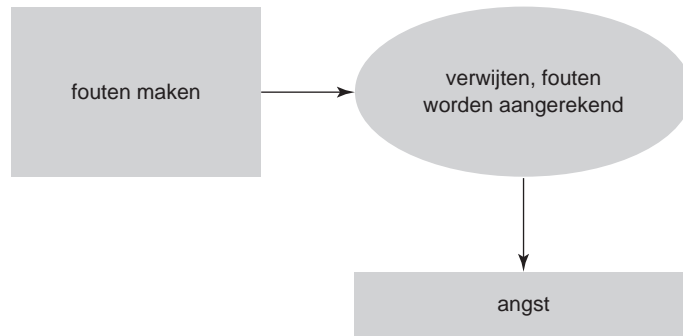 fouten maken
verwijten, fouten
worden aangerekend
angst